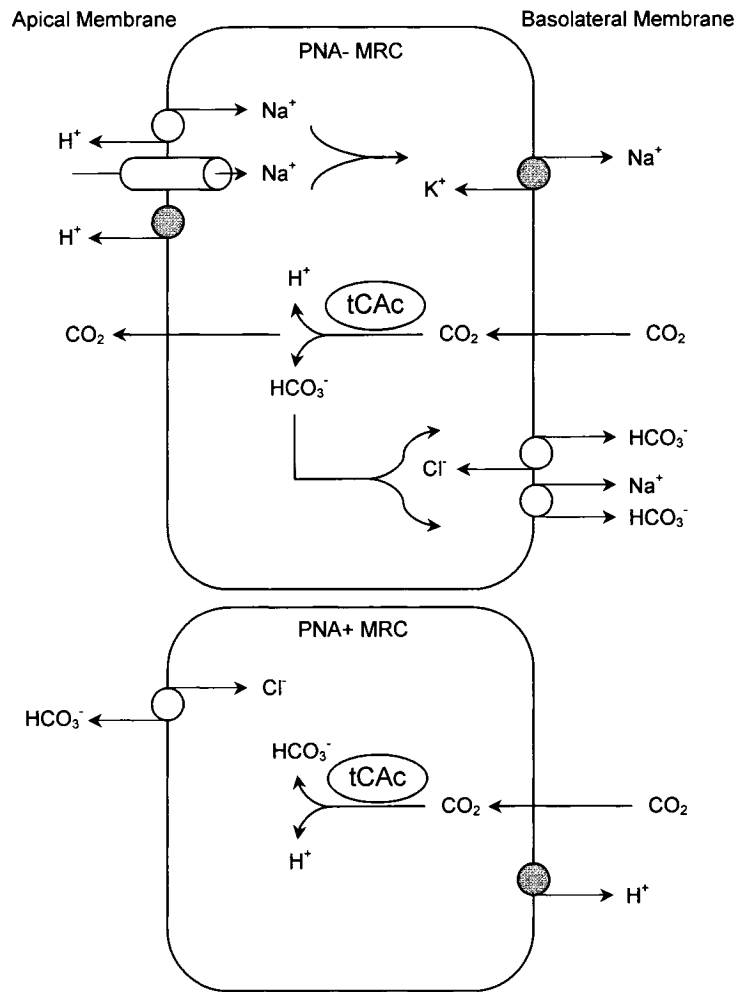 Apical Membrane
Basolateral Membrane
PNA- MRC
Na⁺
H⁺
Na⁺
Na⁺
K⁺
H⁺
H⁺
tCAc
CO₂
CO₂
CO₂
HCO₃⁻
HCO₃⁻
Cl⁻
Na⁺
HCO₃⁻
PNA+ MRC
Cl⁻
HCO₃⁻
HCO₃⁻
tCAc
CO₂
CO₂
H⁺
H⁺